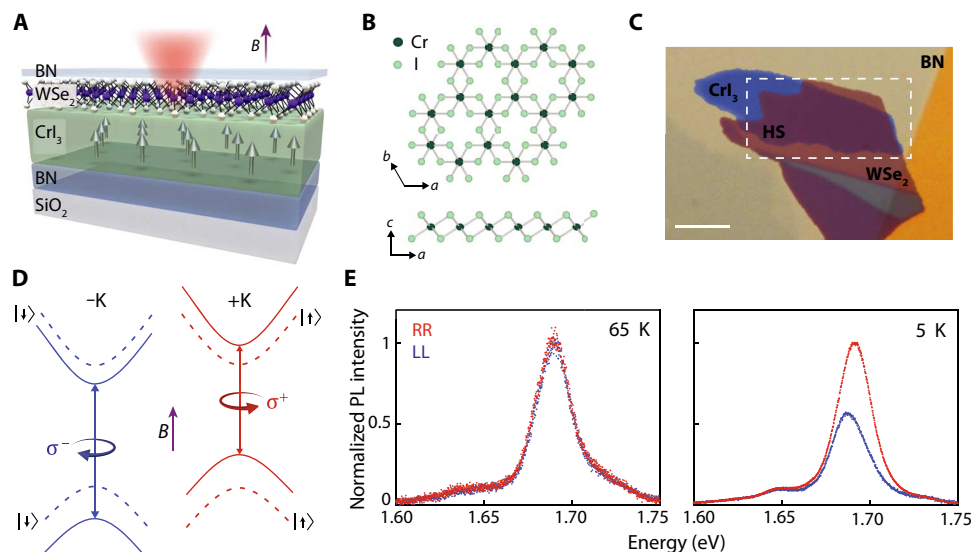 A
B
BN
WSe₂
CrI₃
BN
SiO₂
B
Cr
I
b
a
c
a
C
BN
CrI₃
HS
WSe₂
D
−K
+K
|↓⟩
|↑⟩
σ⁻
B
σ⁺
|↓⟩
|↑⟩
E
Normalized PL intensity
1
0.5
0
RR
LL
65 K
5 K
1.60 1.65 1.70 1.75
1.60 1.65 1.70 1.75
Energy (eV)